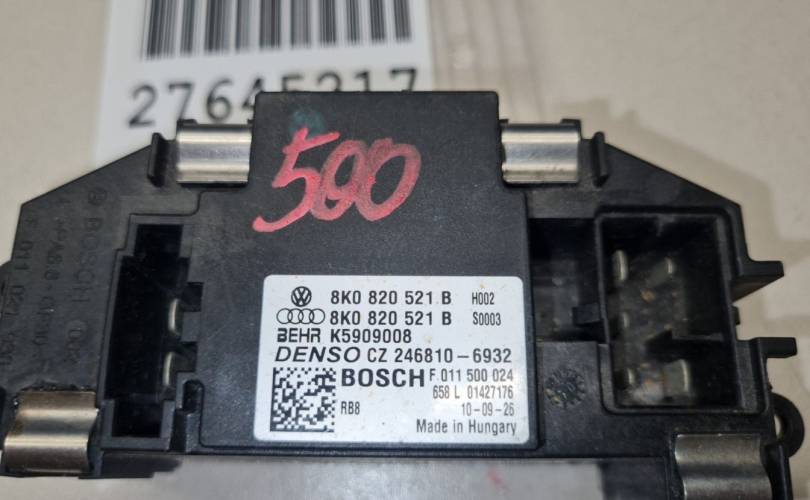 27645217
500
8K0 820 521 B H002
8K0 820 521 B S0003
BEHR K5909008
DENSO CZ 246810-6932
BOSCH F 011 500 024
658 L 01427176
RB8 10-09-26
Made in Hungary
BOSCH